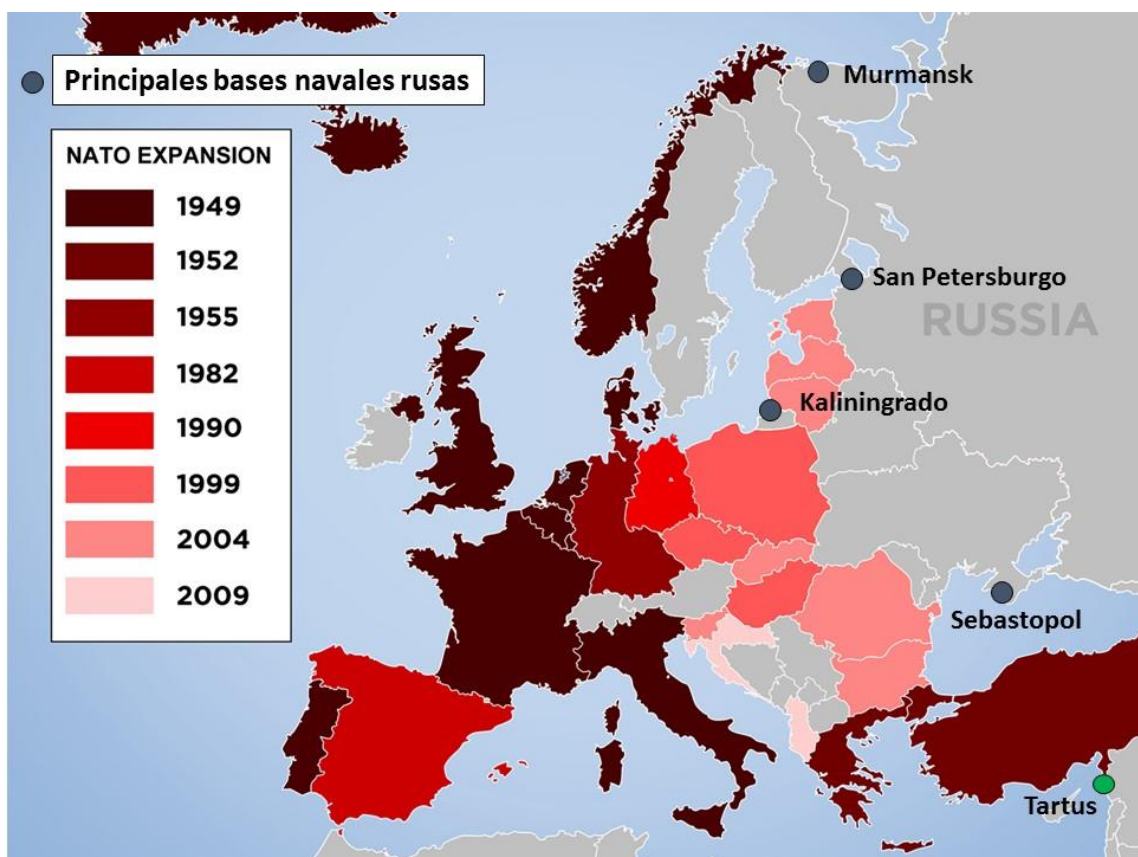 Principales bases navales rusas
Murmansk
NATO EXPANSION
1949
1952
1955
1982
1990
1999
2004
2009
San Petersburgo
RUSSIA
Kaliningrado
Sebastopol
Tartus